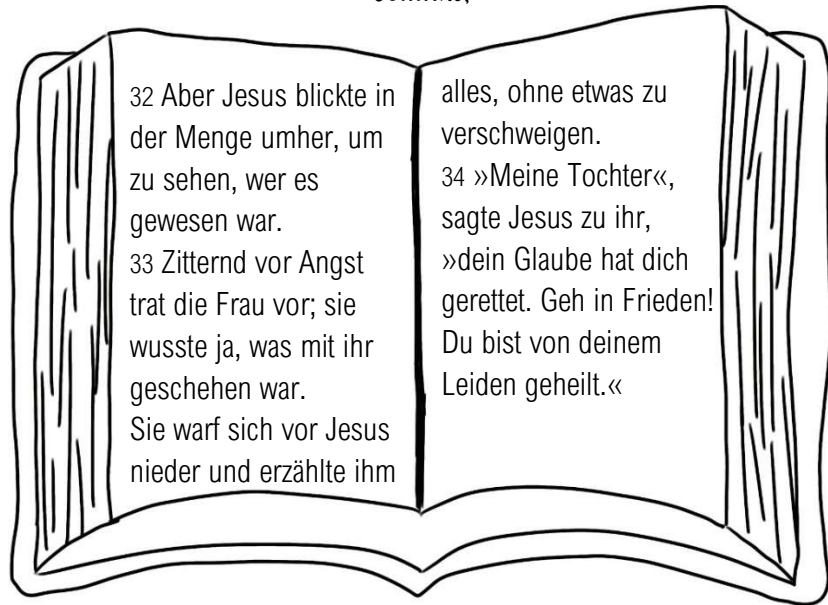 32 Aber Jesus blickte in
der Menge umher, um
zu sehen, wer es
gewesen war.
33 Zitternd vor Angst
trat die Frau vor; sie
wusste ja, was mit ihr
geschehen war.
Sie warf sich vor Jesus
nieder und erzählte ihm
alles, ohne etwas zu
verschweigen.
34 »Meine Tochter«,
sagte Jesus zu ihr,
»dein Glaube hat dich
gerettet. Geh in Frieden!
Du bist von deinem
Leiden geheilt.«